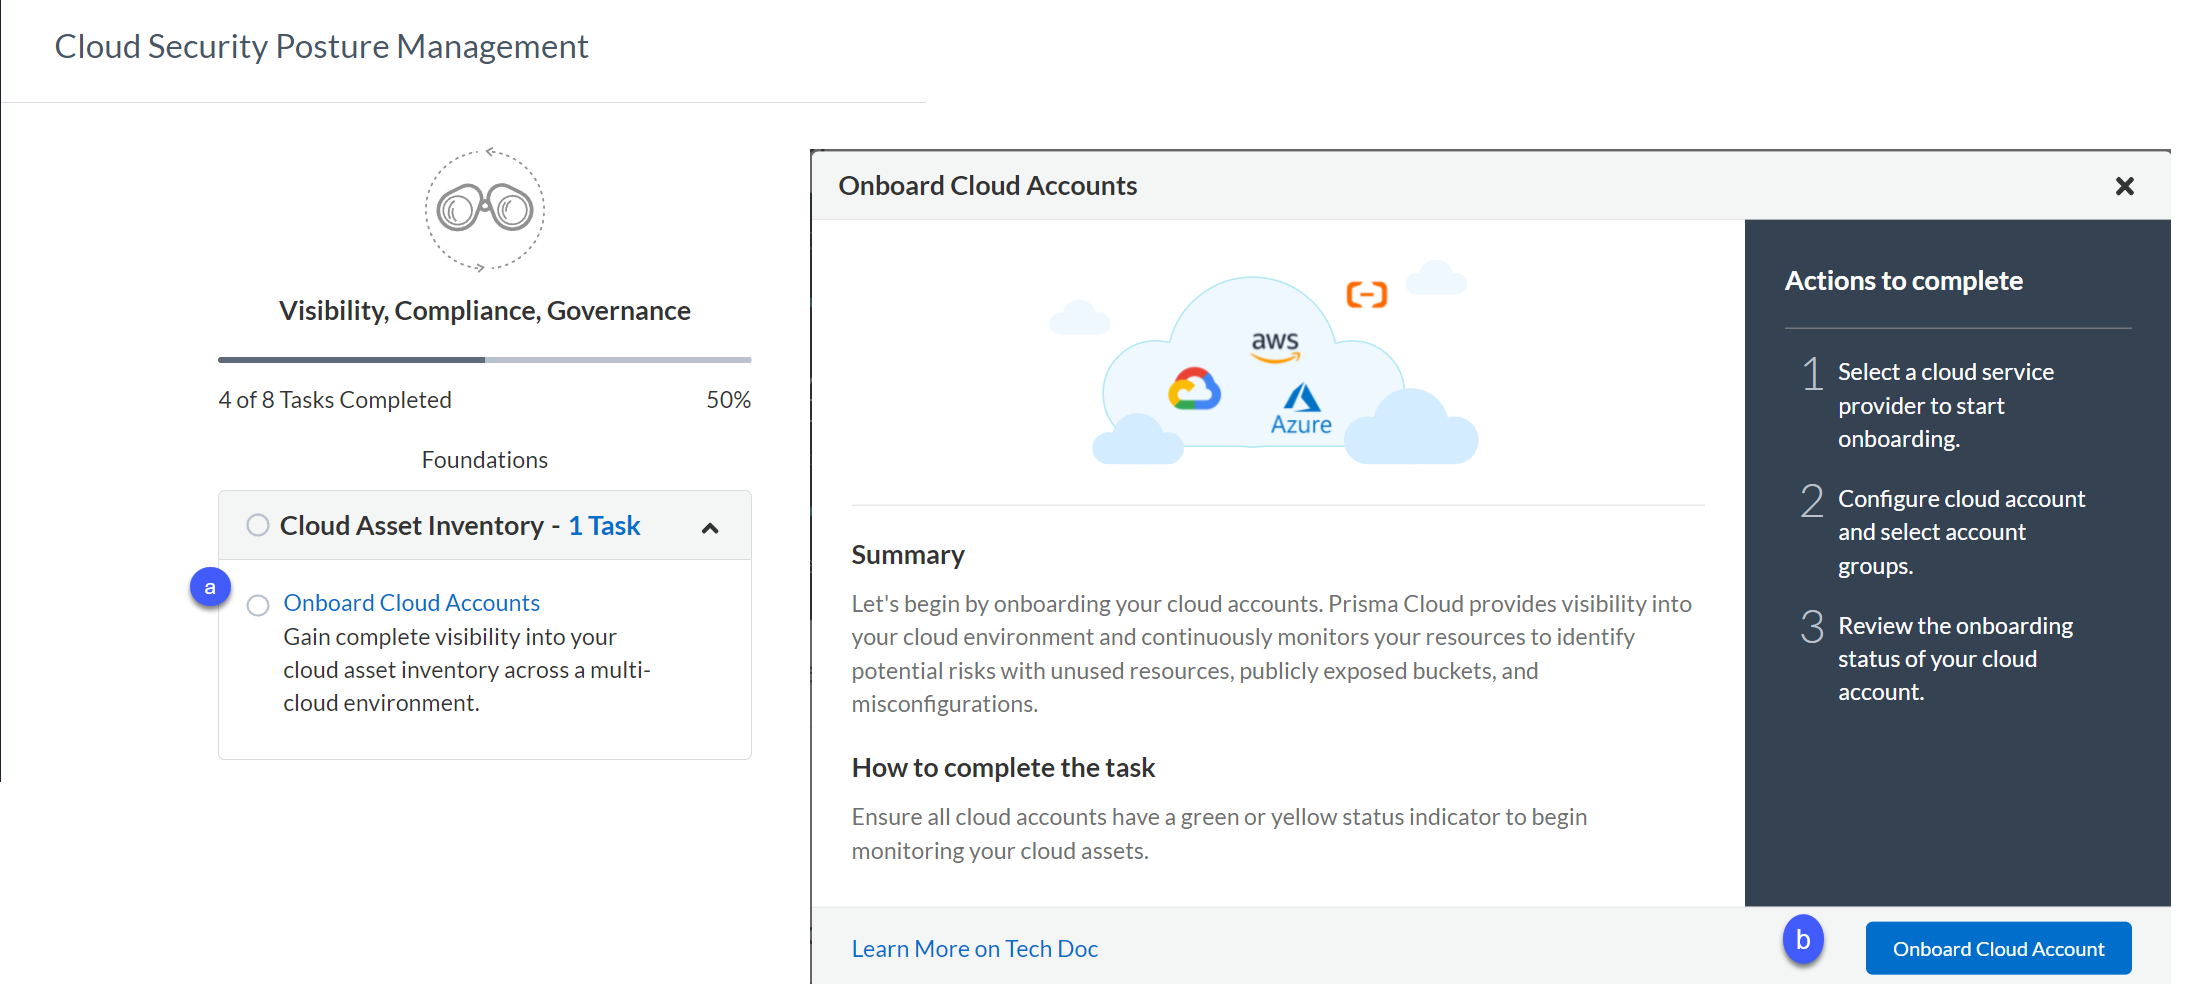 Cloud Security Posture Management
Visibility, Compliance, Governance
4 of 8 Tasks Completed
50%
Foundations
Cloud Asset Inventory - 1 Task
a
Onboard Cloud Accounts
Gain complete visibility into your
cloud asset inventory across a multi-
cloud environment.
Onboard Cloud Accounts
aws
Azure
Summary
Let's begin by onboarding your cloud accounts. Prisma Cloud provides visibility into
your cloud environment and continuously monitors your resources to identify
potential risks with unused resources, publicly exposed buckets, and
misconfigurations.
How to complete the task
Ensure all cloud accounts have a green or yellow status indicator to begin
monitoring your cloud assets.
Actions to complete
1 Select a cloud service
provider to start
onboarding.
2 Configure cloud account
and select account
groups.
3 Review the onboarding
status of your cloud
account.
Learn More on Tech Doc
b
Onboard Cloud Account